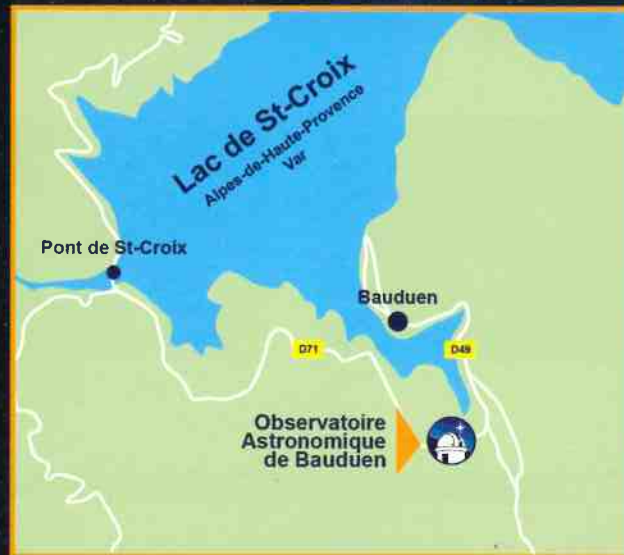 Lac de St-Croix
Alpes-de-Haute-Provence
Var
Pont de St-Croix
Bauduen
D71
D49
Observatoire
Astronomique
de Bauduen